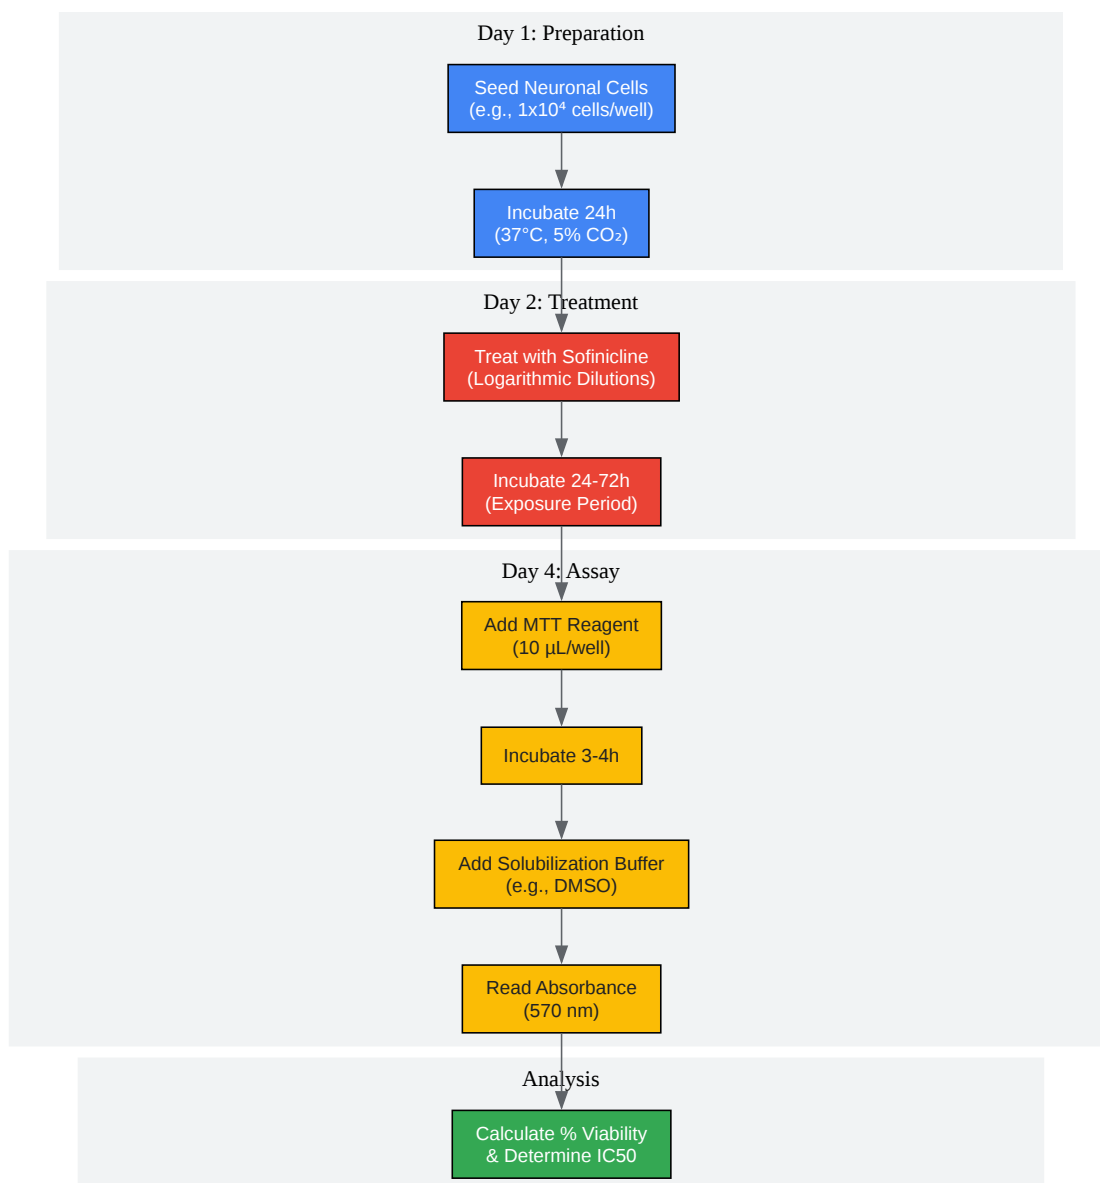 Day 1: Preparation
Seed Neuronal Cells
(e.g., 1x10⁴ cells/well)
Incubate 24h
(37°C, 5% CO₂)
Day 2: Treatment
Treat with Sofinicline
(Logarithmic Dilutions)
Incubate 24-72h
(Exposure Period)
Day 4: Assay
Add MTT Reagent
(10 µL/well)
Incubate 3-4h
Add Solubilization Buffer
(e.g., DMSO)
Read Absorbance
(570 nm)
Analysis
Calculate % Viability
& Determine IC50